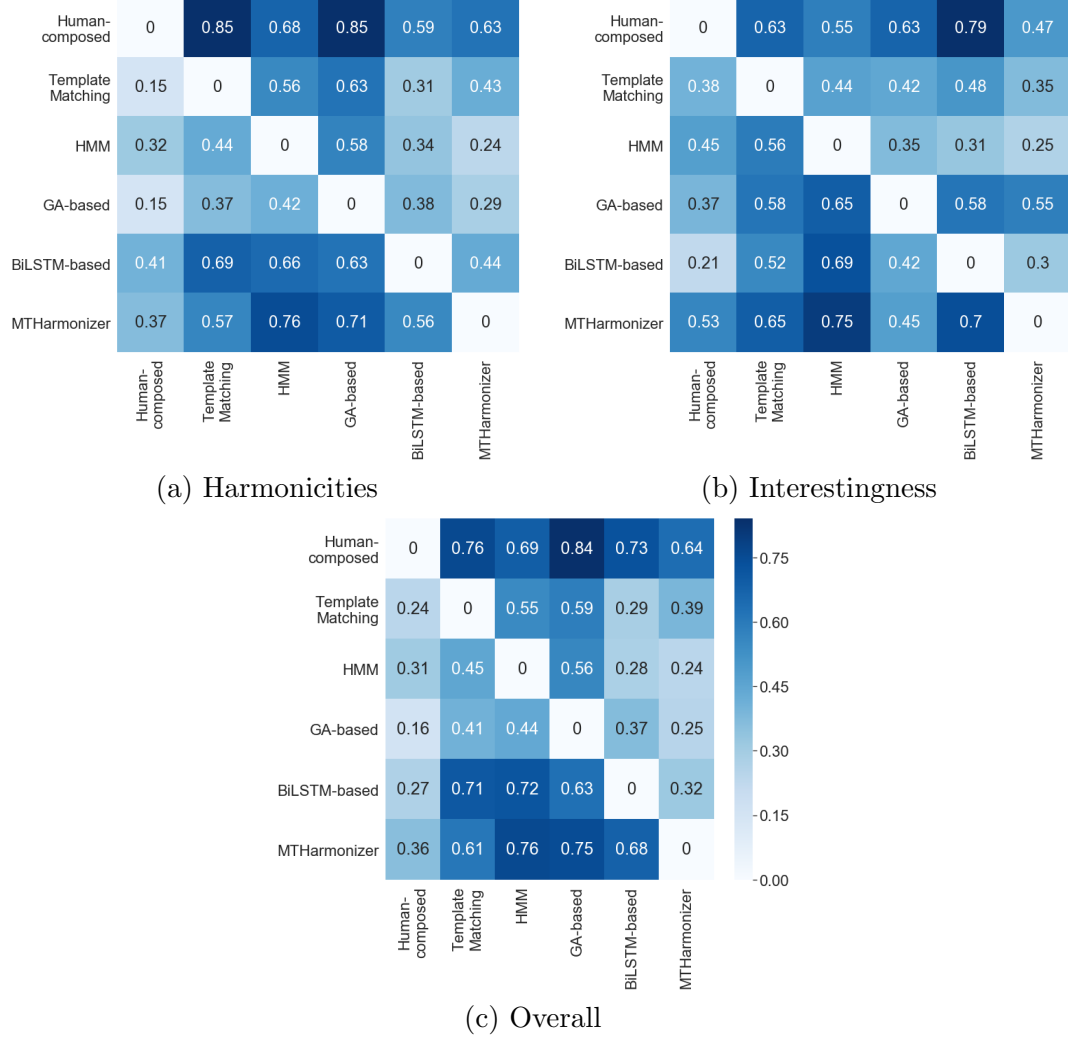 Human-
composed
0 0.85 0.68 0.85 0.59 0.63
Template
Matching
0.15 0 0.56 0.63 0.31 0.43
HMM
0.32 0.44 0 0.58 0.34 0.24
GA-based
0.15 0.37 0.42 0 0.38 0.29
BiLSTM-based
0.41 0.69 0.66 0.63 0 0.44
MTHarmonizer
0.37 0.57 0.76 0.71 0.56 0
Human-
composed
Template
Matching
HMM
GA-based
BiLSTM-based
MTHarmonizer
(a) Harmonicities
Human-
composed
0 0.63 0.55 0.63 0.79 0.47
Template
Matching
0.38 0 0.44 0.42 0.48 0.35
HMM
0.45 0.56 0 0.35 0.31 0.25
GA-based
0.37 0.58 0.65 0 0.58 0.55
BiLSTM-based
0.21 0.52 0.69 0.42 0 0.3
MTHarmonizer
0.53 0.65 0.75 0.45 0.7 0
Human-
composed
Template
Matching
HMM
GA-based
BiLSTM-based
MTHarmonizer
(b) Interestingness
Human-
composed
0 0.76 0.69 0.84 0.73 0.64
Template
Matching
0.24 0 0.55 0.59 0.29 0.39
HMM
0.31 0.45 0 0.56 0.28 0.24
GA-based
0.16 0.41 0.44 0 0.37 0.25
BiLSTM-based
0.27 0.71 0.72 0.63 0 0.32
MTHarmonizer
0.36 0.61 0.76 0.75 0.68 0
Human-
composed
Template
Matching
HMM
GA-based
BiLSTM-based
MTHarmonizer
0.75
0.60
0.45
0.30
0.15
0.00
(c) Overall